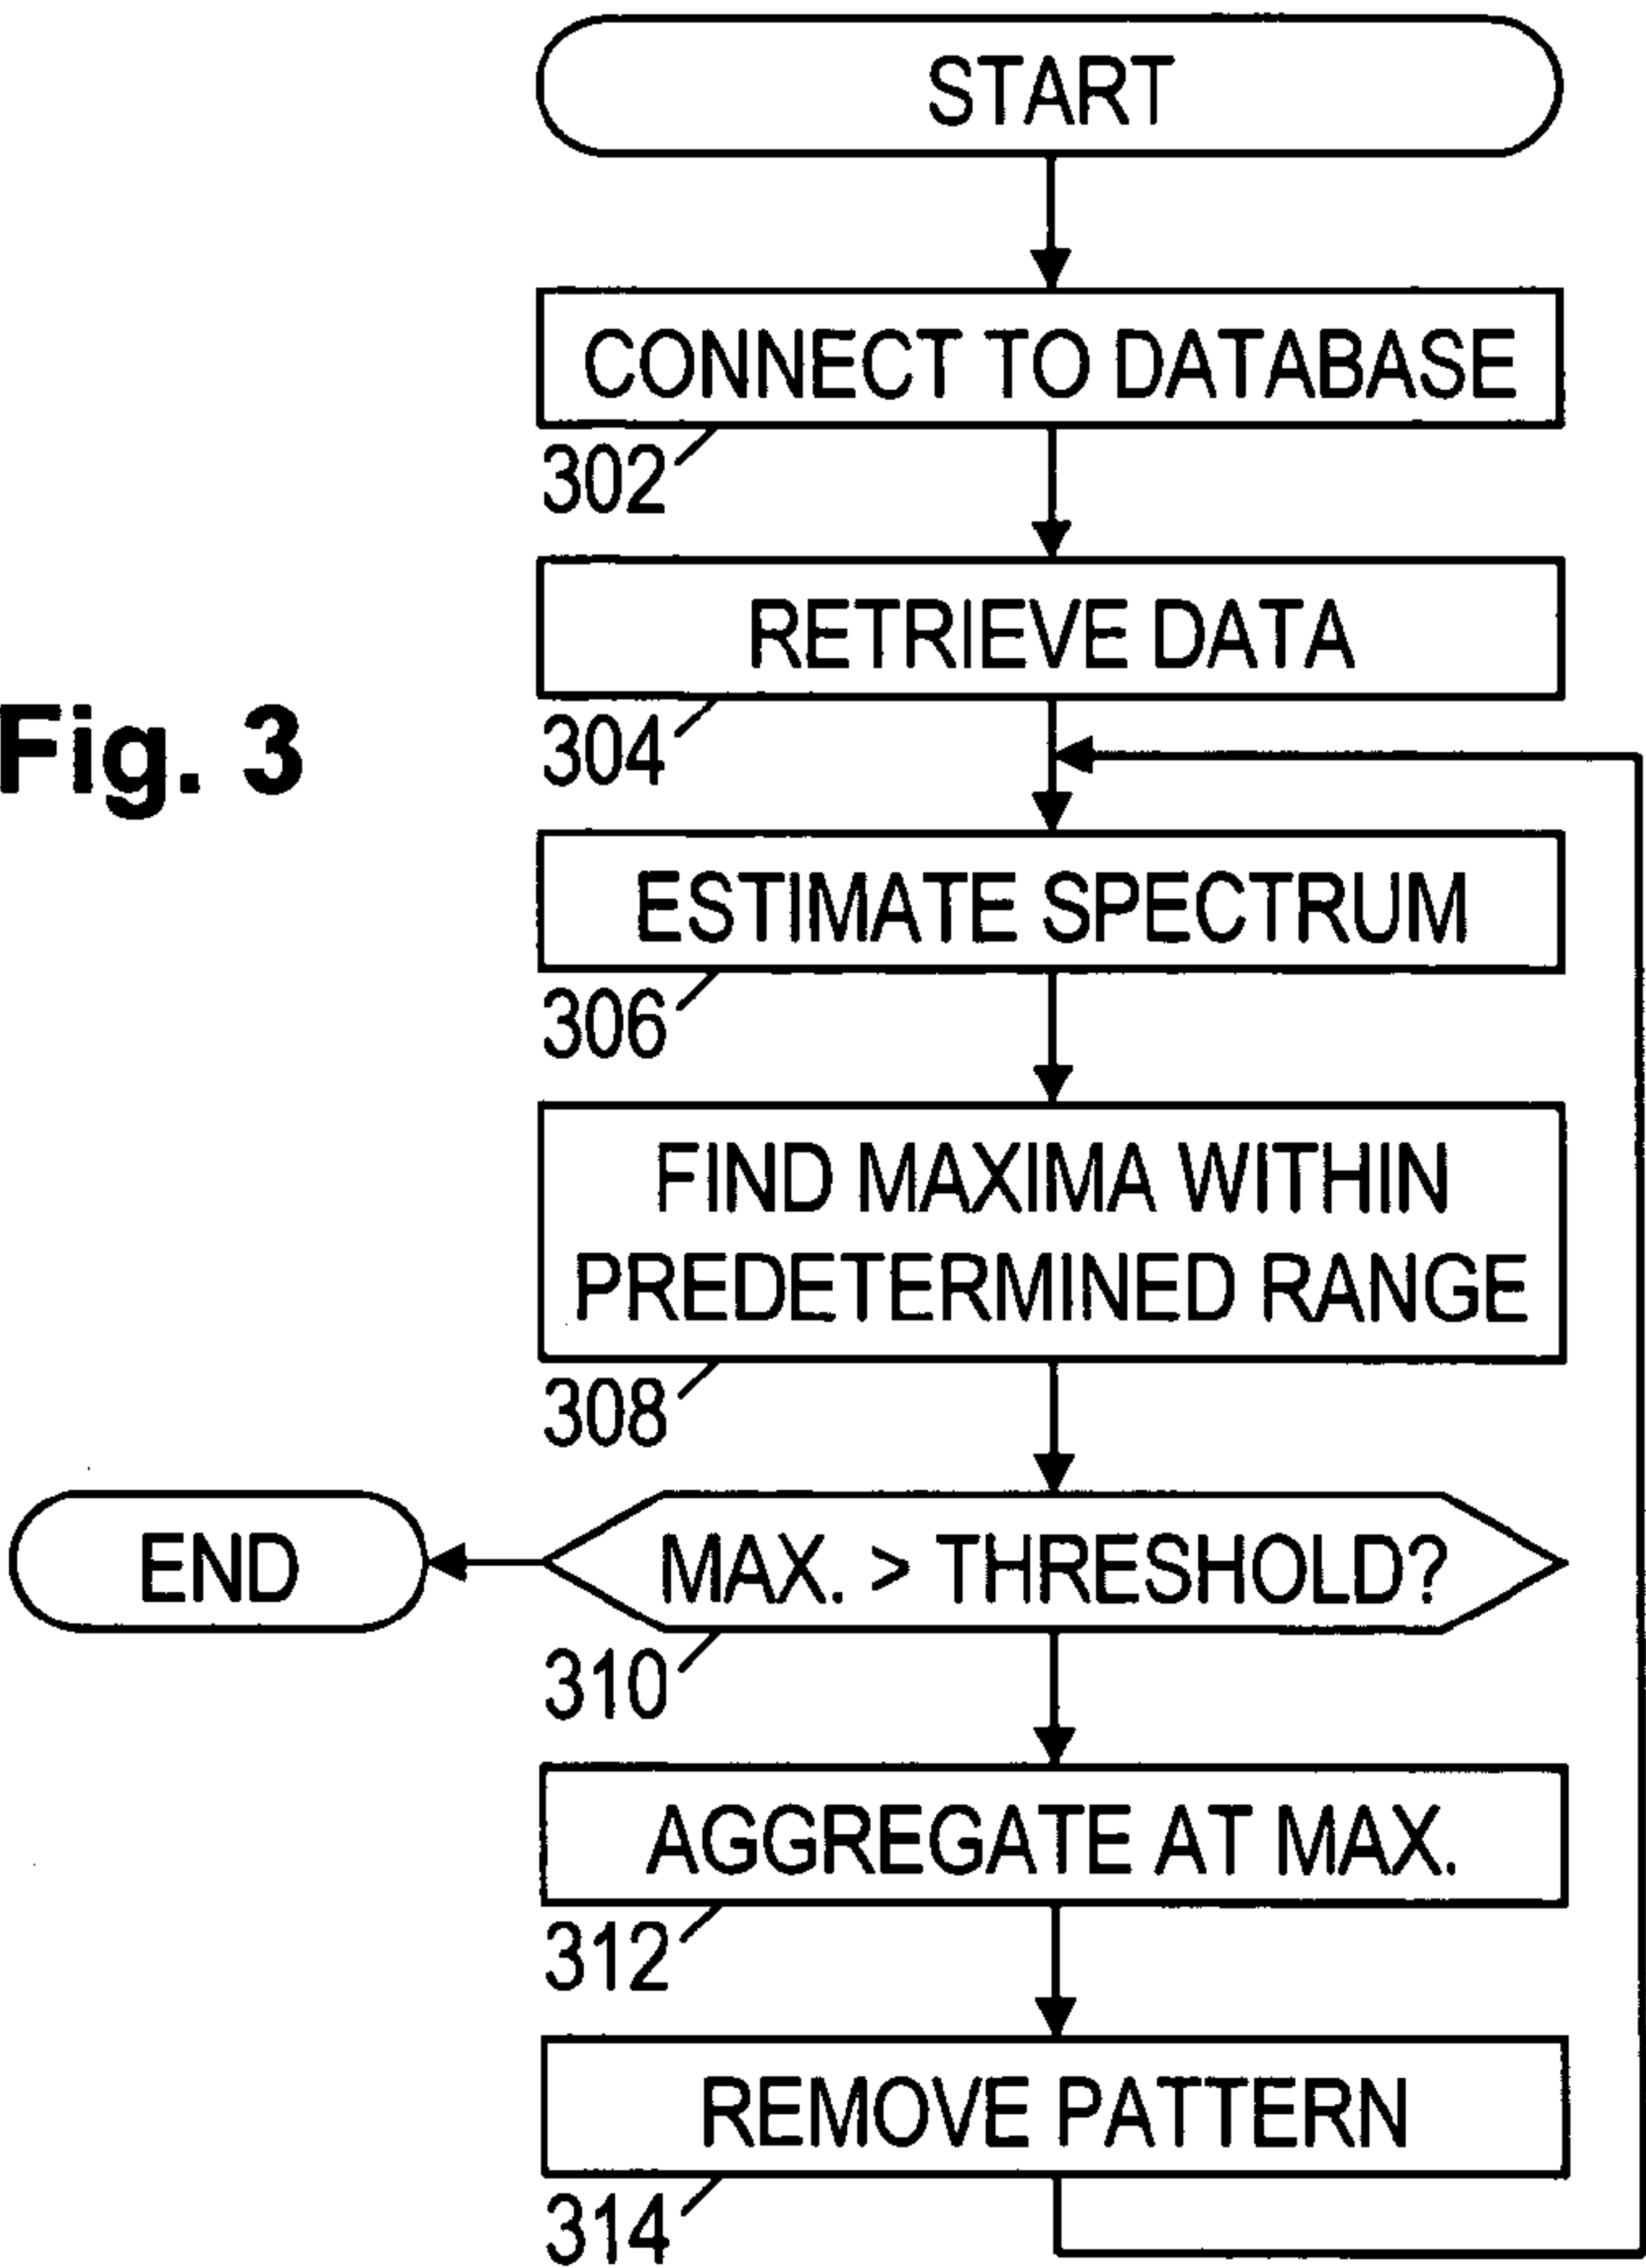 START
CONNECT TO DATABASE
302
RETRIEVE DATA
304
Fig. 3
ESTIMATE SPECTRUM
306
FIND MAXIMA WITHIN
PREDETERMINED RANGE
308
END
MAX. > THRESHOLD?
310
AGGREGATE AT MAX.
312
REMOVE PATTERN
314